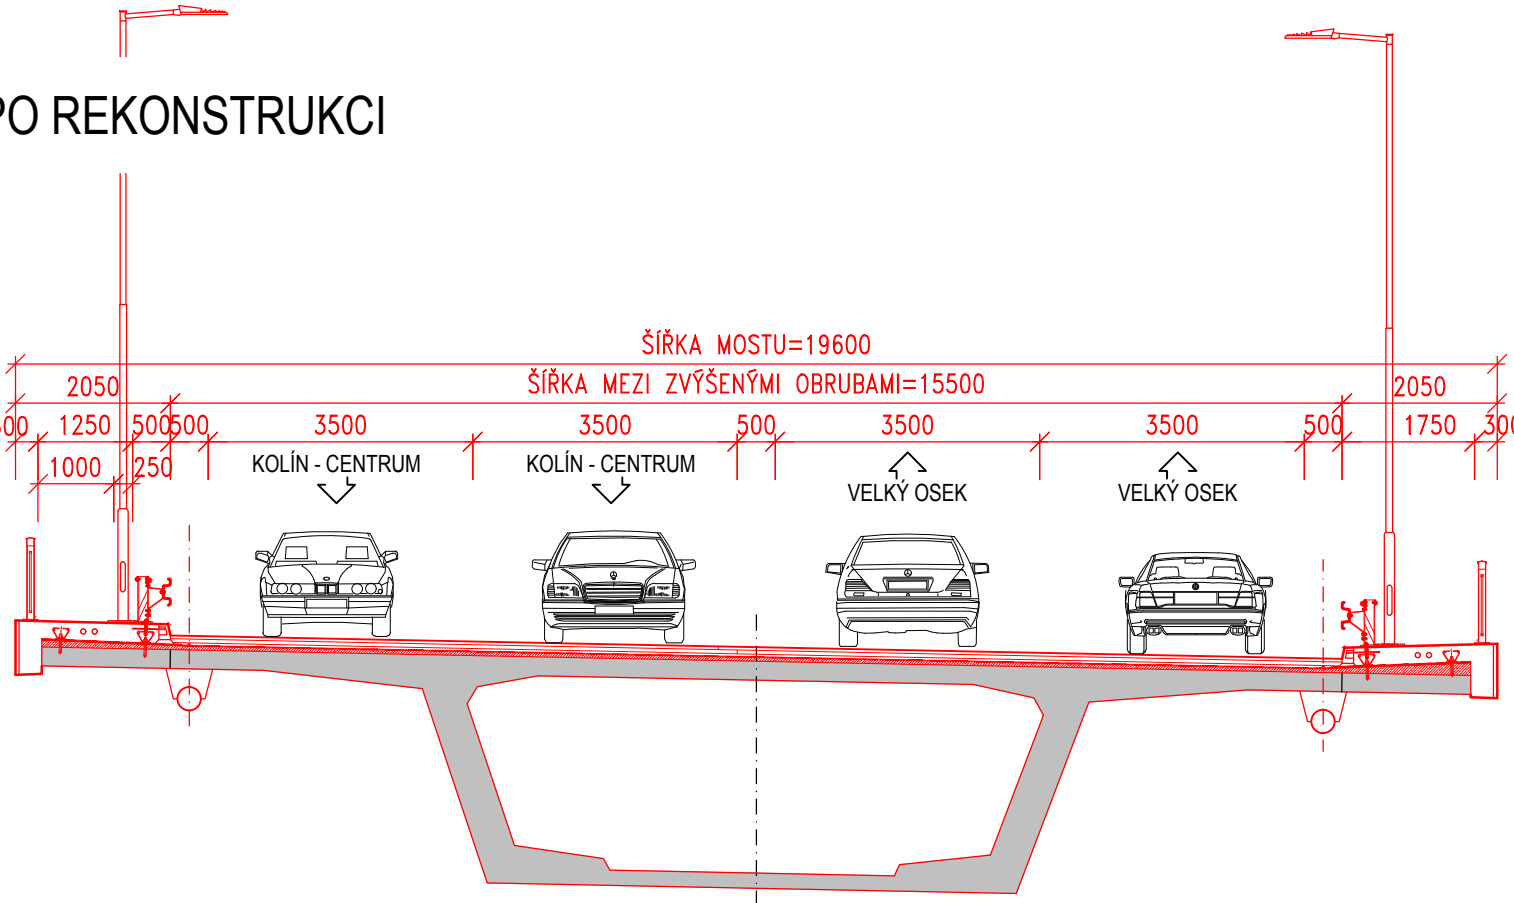 PO REKONSTRUKCI
ŠÍŘKA MOSTU=19600
2050
ŠÍŘKA MEZI ZVÝŠENÝMI OBRUBAMI=15500
2050
1250
500
500
3500
3500
500
3500
3500
500
1750
1000
250
KOLÍN - CENTRUM
KOLÍN - CENTRUM
VELKÝ OSEK
VELKÝ OSEK